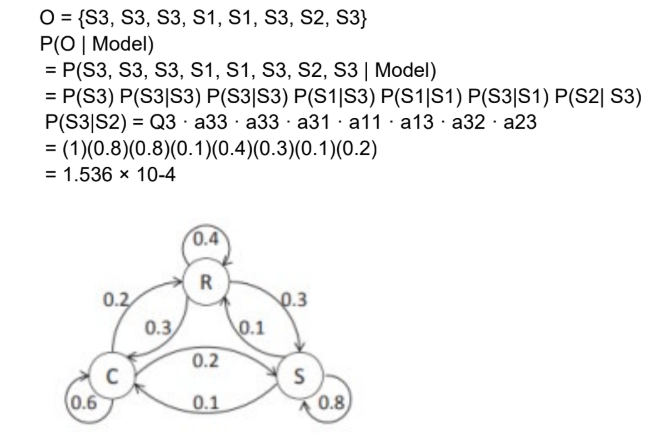 O = {S3, S3, S3, S1, S1, S3, S2, S3}
P(O | Model)
= P(S3, S3, S3, S1, S1, S3, S2, S3 | Model)
= P(S3) P(S3|S3) P(S3|S3) P(S1|S3) P(S1|S1) P(S3|S1) P(S2| S3)
P(S3|S2) = Q3 · a33 · a33 · a31 · a11 · a13 · a32 · a23
= (1)(0.8)(0.8)(0.1)(0.4)(0.3)(0.1)(0.2)
= 1.536 × 10-4
0.4
R
0.2
0.3
0.3
0.1
0.2
C
S
0.6
0.1
0.8